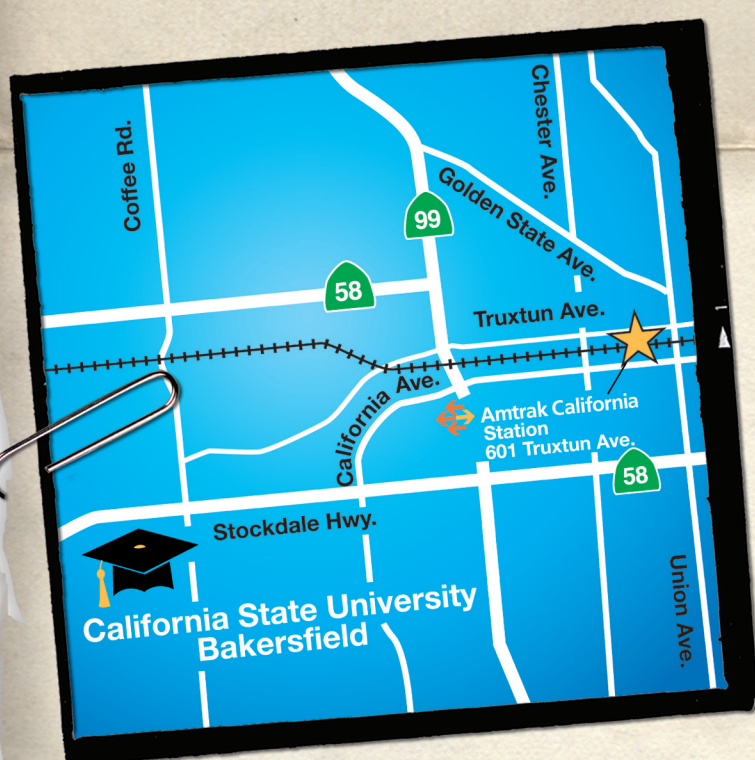 Coffee Rd.
Chester Ave.
Golden State Ave.
99
58
Truxtun Ave.
California Ave.
Amtrak California
Station
601 Truxtun Ave.
58
Stockdale Hwy.
Union Ave.
California State University
Bakersfield
1